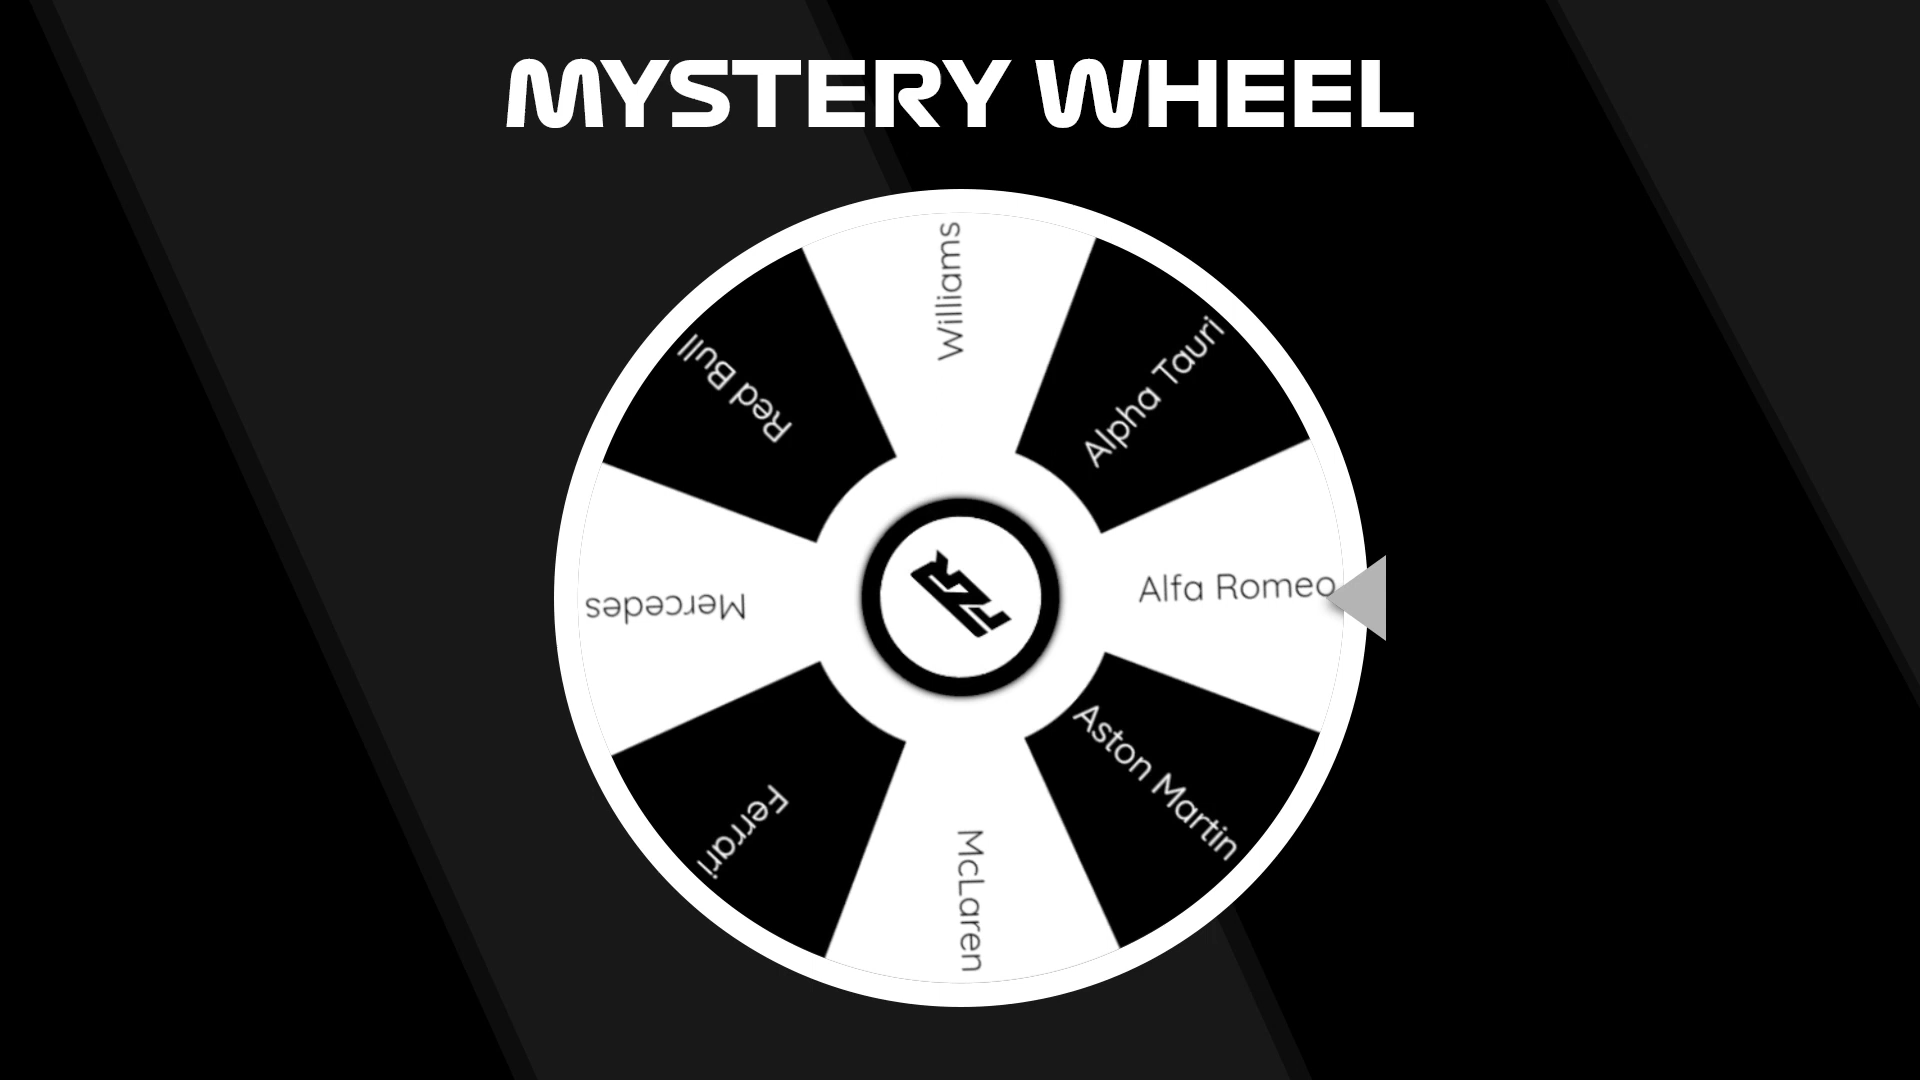 MYSTERY WHEEL
Williams
Alpha Tauri
Alfa Romeo
Aston Martin
McLaren
Ferrari
Mercedes
Red Bull